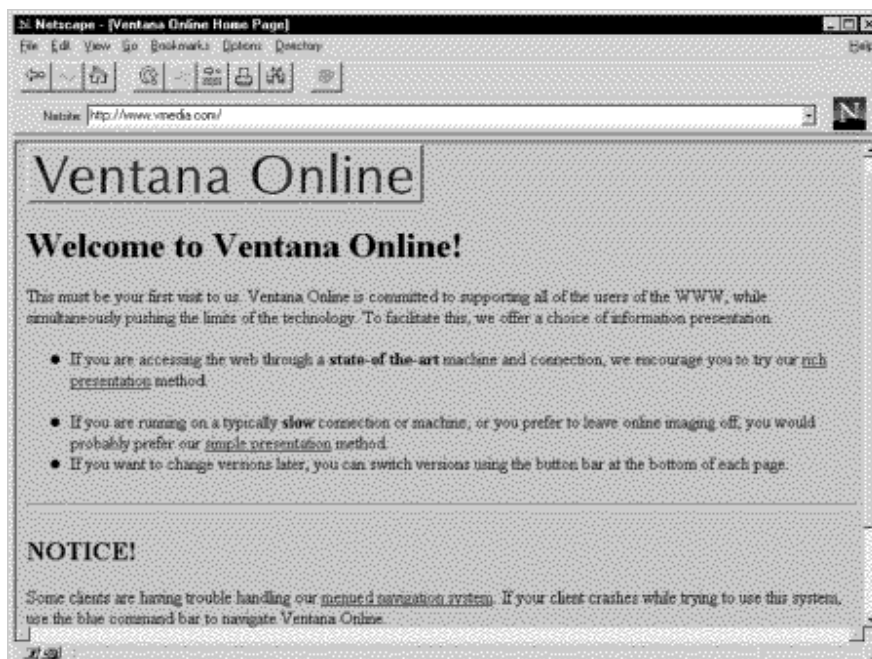 Netscape - [Ventana Online Home Page]
File Edit View Go Bookmarks Options Directory Help
Netsite: http://www.vmedia.com/
N
Ventana Online
Welcome to Ventana Online!
This must be your first visit to us. Ventana Online is committed to supporting all of the users of the WWW, while
simultaneously pushing the limits of the technology. To facilitate this, we offer a choice of information presentation.
If you are accessing the web through a state-of the-art machine and connection, we encourage you to try our rich
presentation method.
If you are running on a typically slow connection or machine, or you prefer to leave online imaging off, you would
probably prefer our simple presentation method.
If you want to change versions later, you can switch versions using the button bar at the bottom of each page.
NOTICE!
Some clients are having trouble handling our menued navigation system. If your client crashes while trying to use this system,
use the blue command bar to navigate Ventana Online.